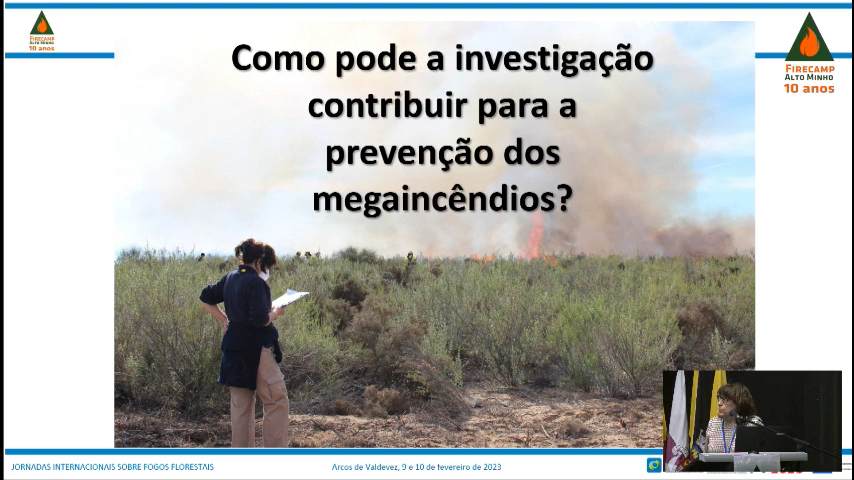 FIRECAMP
ALTO MINHO
10 anos
Como pode a investigação
contribuir para a
prevenção dos
megaincêndios?
FIRECAMP
ALTO MINHO
10 anos
JORNADAS INTERNACIONAIS SOBRE FOGOS FLORESTAIS
Arcos de Valdevez, 9 e 10 de fevereiro de 2023